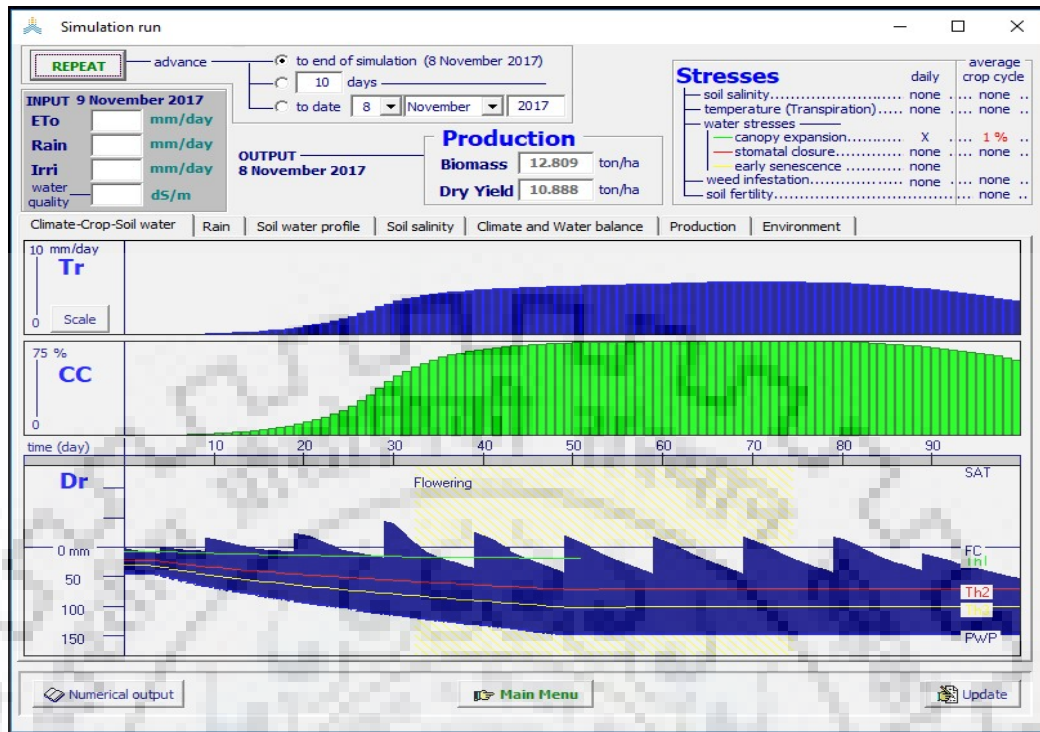 Simulation run
REPEAT
advance
to end of simulation (8 November 2017)
10 days
to date 8 November 2017
INPUT 9 November 2017
ETo mm/day
Rain mm/day
Irri mm/day
water quality dS/m
OUTPUT
8 November 2017
Production
Biomass 12.809 ton/ha
Dry Yield 10.888 ton/ha
Stresses
daily
average crop cycle
soil salinity............................ none .... none ..
temperature (Transpiration)..... none .... none ..
water stresses
canopy expansion............. X .... 1 % ..
stomatal closure.............. none .... none ..
early senescence ............ none
weed infestation..................... none .... none ..
soil fertility..................................... none ..
Climate-Crop-Soil water
Rain
Soil water profile
Soil salinity
Climate and Water balance
Production
Environment
10 mm/day
Tr
0
Scale
75 %
CC
0
time (day) 10 20 30 40 50 60 70 80 90
Dr
Flowering
SAT
0 mm
FC
Th1
50
Th2
100
150
PWP
Numerical output
Main Menu
Update